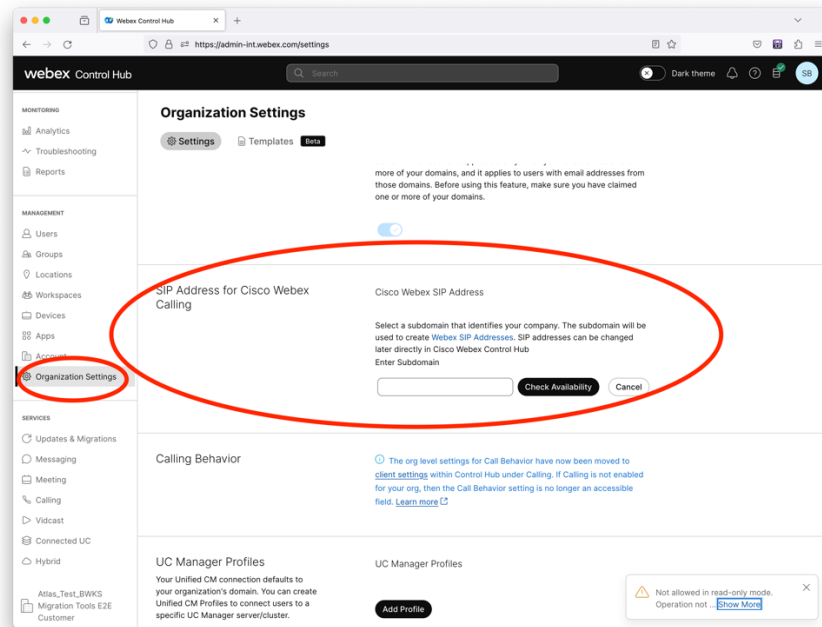 Webex Control Hub
https://admin-int.webex.com/settings
webex Control Hub
Search
Dark theme
SB
MONITORING
Analytics
Troubleshooting
Reports
MANAGEMENT
Users
Groups
Locations
Workspaces
Devices
Apps
Account
Organization Settings
SERVICES
Updates & Migrations
Messaging
Meeting
Calling
Vidcast
Connected UC
Hybrid
Atlas_Test_BWKS
Migration Tools E2E
Customer
Organization Settings
Settings
Templates
Beta
more of your domains, and it applies to users with email addresses from
those domains. Before using this feature, make sure you have claimed
one or more of your domains.
SIP Address for Cisco Webex
Calling
Cisco Webex SIP Address
Select a subdomain that identifies your company. The subdomain will be
used to create Webex SIP Addresses. SIP addresses can be changed
later directly in Cisco Webex Control Hub
Enter Subdomain
Check Availability
Cancel
Calling Behavior
The org level settings for Call Behavior have now been moved to
client settings within Control Hub under Calling. If Calling is not enabled
for your org, then the Call Behavior setting is no longer an accessible
field. Learn more
UC Manager Profiles
Your Unified CM connection defaults to
your organization's domain. You can create
Unified CM Profiles to connect users to a
specific UC Manager server/cluster.
UC Manager Profiles
Add Profile
Not allowed in read-only mode.
Operation not ... Show More